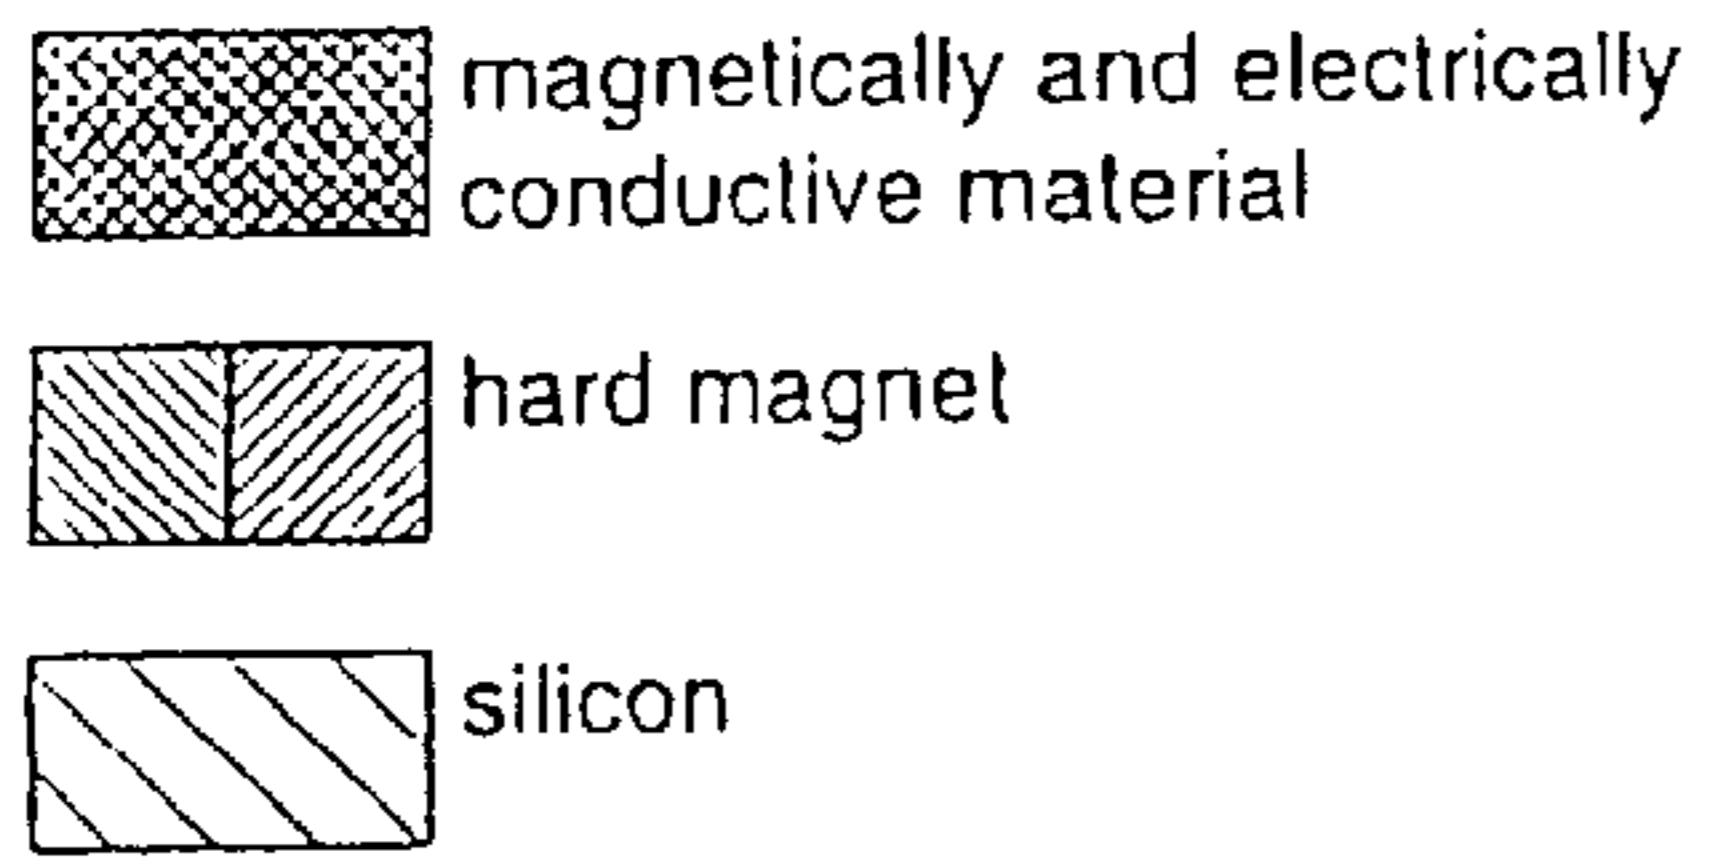 magnetically and electrically
conductive material
hard magnet
silicon